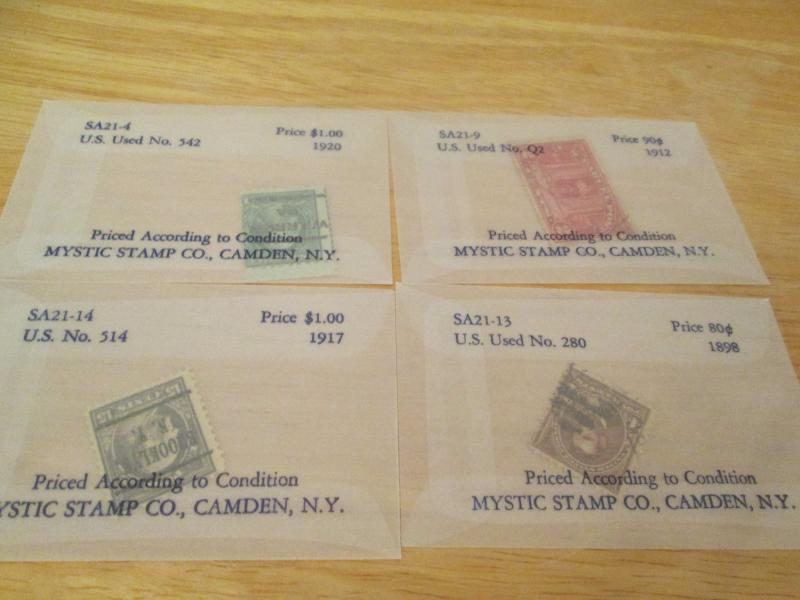 SA21-4
Price $1.00
U.S. Used No. 542
1920
Priced According to Condition
MYSTIC STAMP CO., CAMDEN, N.Y.
SA21-9
Price 90¢
U.S. Used No. Q2
1912
Priced According to Condition
MYSTIC STAMP CO., CAMDEN, N.Y.
SA21-14
Price $1.00
U.S. No. 514
1917
Priced According to Condition
YSTIC STAMP CO., CAMDEN, N.Y.
SA21-13
Price 80¢
U.S. Used No. 280
1898
Priced According to Condition
MYSTIC STAMP CO., CAMDEN, N.Y.